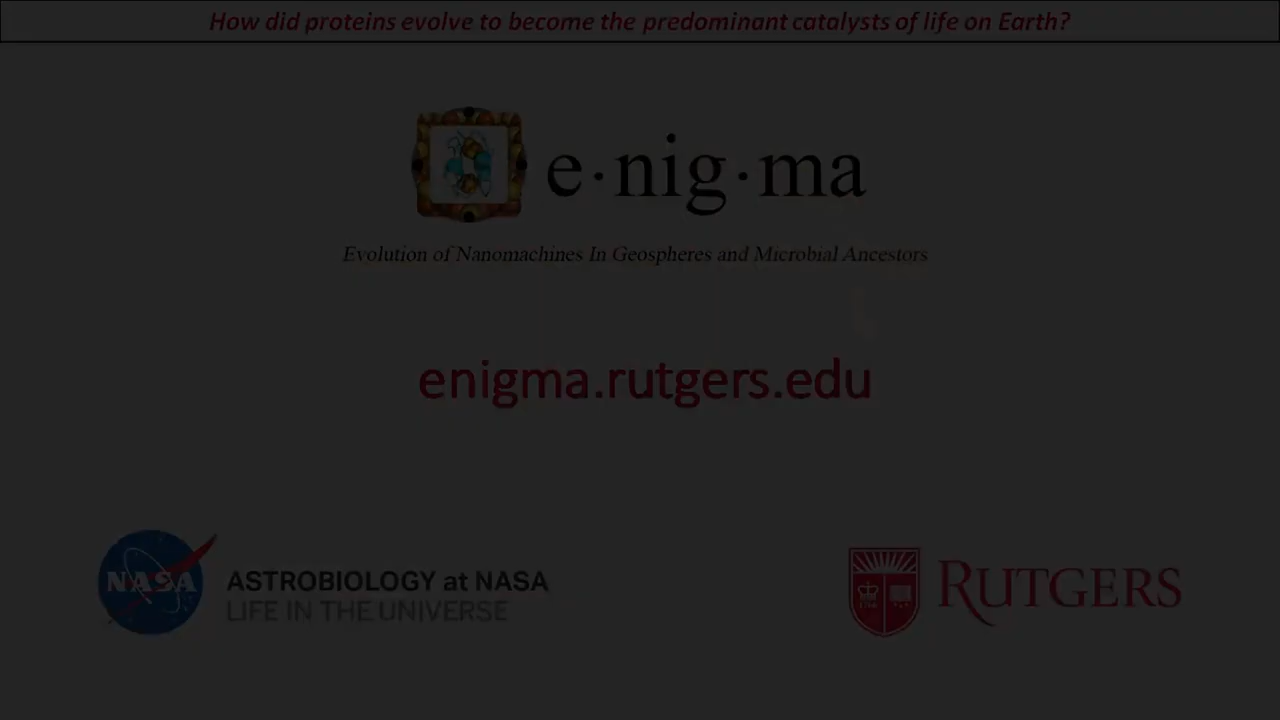 How did proteins evolve to become the predominant catalysts of life on Earth?
e·nig·ma
Evolution of Nanomachines In Geospheres and Microbial Ancestors
enigma.rutgers.edu
NASA
ASTROBIOLOGY at NASA
LIFE IN THE UNIVERSE
1766
RUTGERS